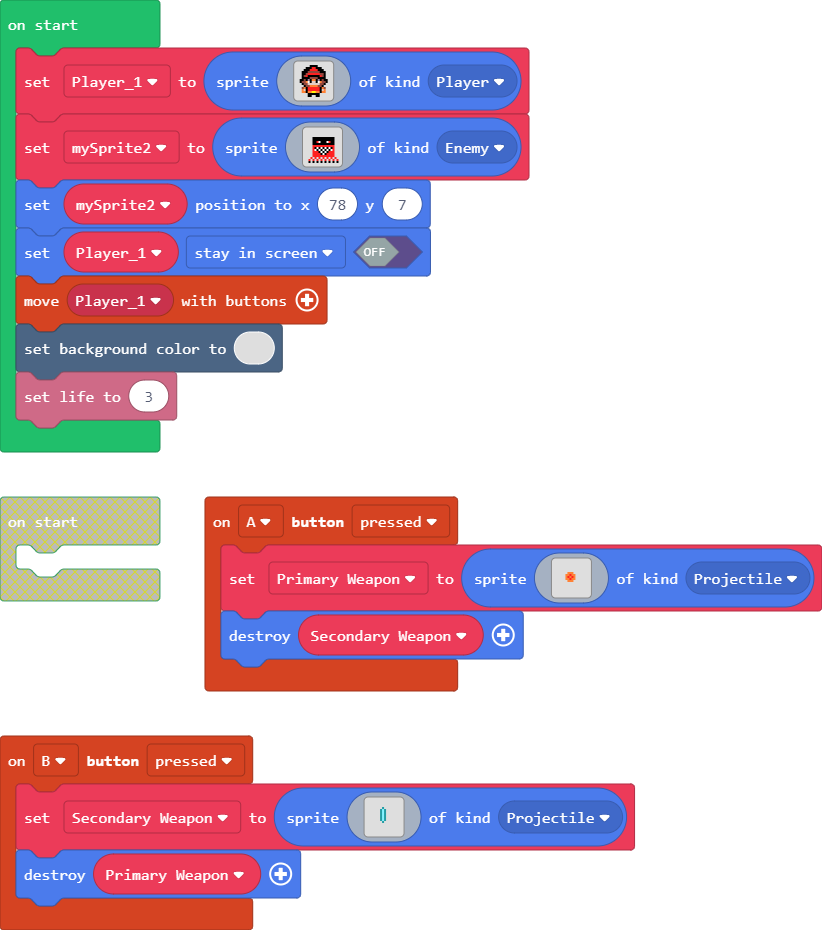 on start
set Player_1 to sprite of kind Player
set mySprite2 to sprite of kind Enemy
set mySprite2 position to x 78 y 7
set Player_1 stay in screen OFF
move Player_1 with buttons
set background color to
set life to 3
on start
on A button pressed
set Primary Weapon to sprite of kind Projectile
destroy Secondary Weapon
on B button pressed
set Secondary Weapon to sprite of kind Projectile
destroy Primary Weapon